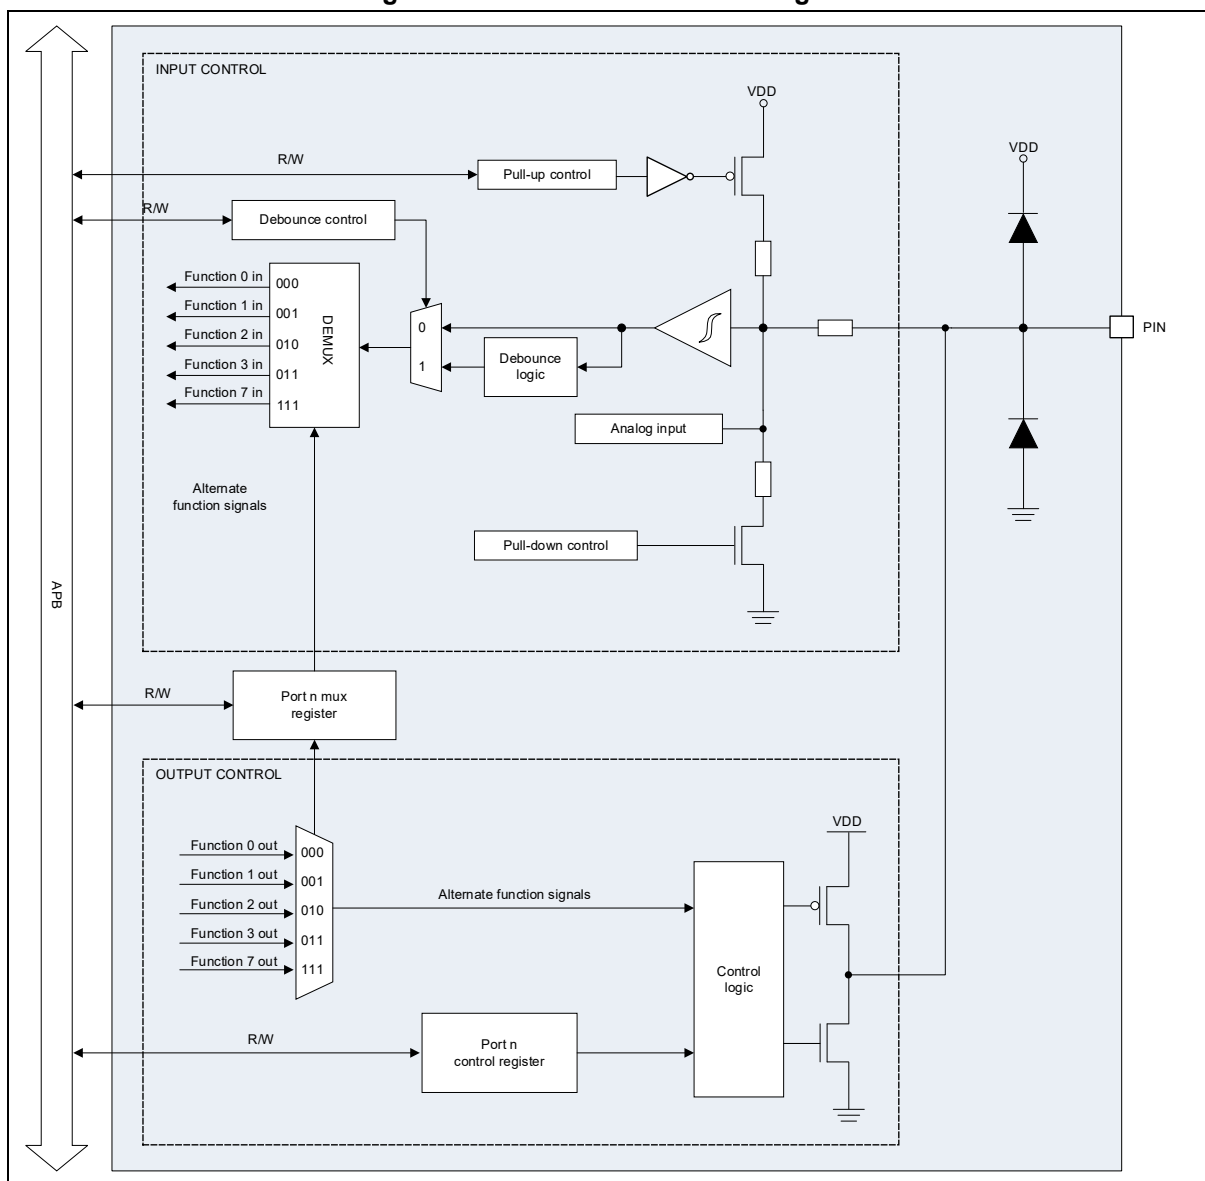 INPUT CONTROL
VDD
R/W
Pull-up control
VDD
R/W
Debounce control
Function 0 in
000
Function 1 in
001
Function 2 in
010
Function 3 in
011
Function 7 in
111
DEMUX
0
1
Debounce
logic
PIN
Analog input
Alternate
function signals
Pull-down control
APB
R/W
Port n mux
register
OUTPUT CONTROL
VDD
Function 0 out
000
Function 1 out
001
Function 2 out
010
Function 3 out
011
Function 7 out
111
Alternate function signals
Control
logic
R/W
Port n
control register